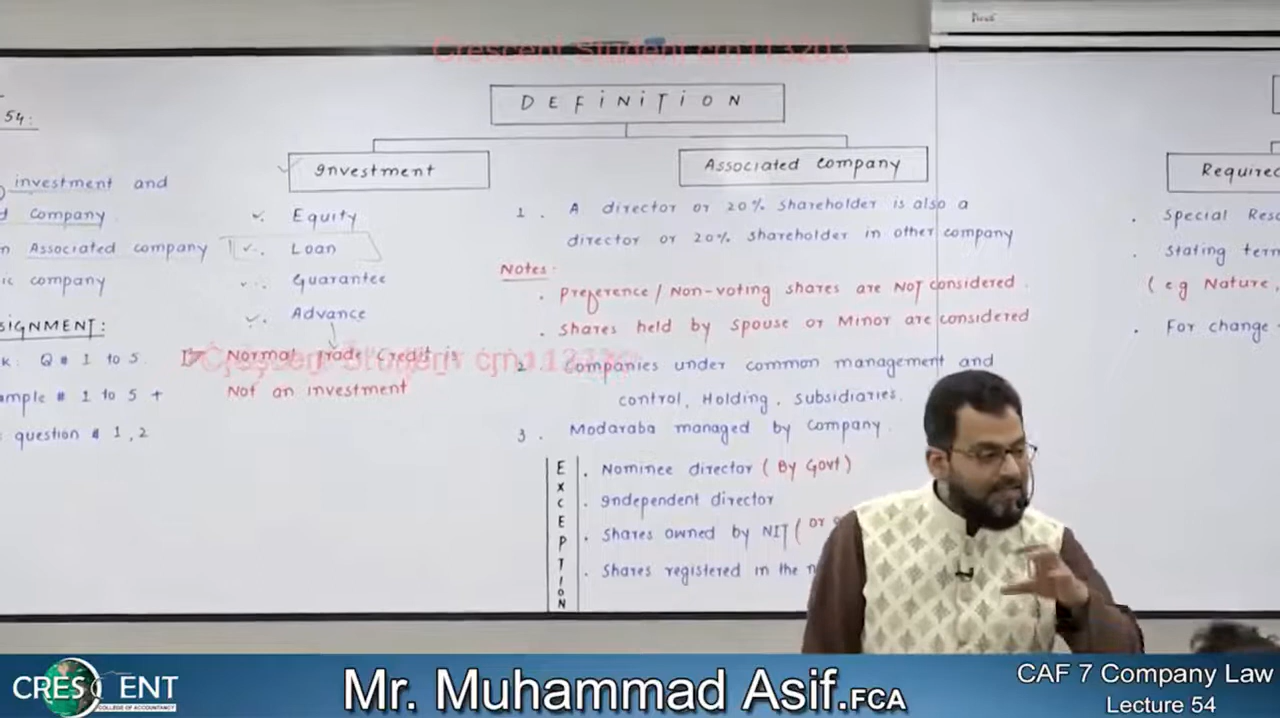 Crescent Student cm113203
54:
investment and
d Company
n Associated company
ic company
SIGNMENT:
k: Q # 1 to 5
ample # 1 to 5 +
question # 1,2
DEFINITION
Investment
Equity
Loan
Guarantee
Advance
Normal Trade Credit is
Not an investment
Associated Company
1. A director or 20% shareholder is also a
director or 20% shareholder in other company
Notes:
. Preference / Non-voting shares are NOT considered.
. Shares held by Spouse or Minor are considered
2. Companies under common management and
control, Holding, subsidiaries.
3. Modaraba managed by Company.
EXCEPTION
. Nominee director (By Govt)
. Independent director
. Shares owned by NIT (or
. Shares registered in the n
Required
. Special Res
. Stating term
(eg Nature,
. For change
CRESCENT
COLLEGE OF ACCOUNTANCY
Mr. Muhammad Asif.FCA
CAF 7 Company Law
Lecture 54